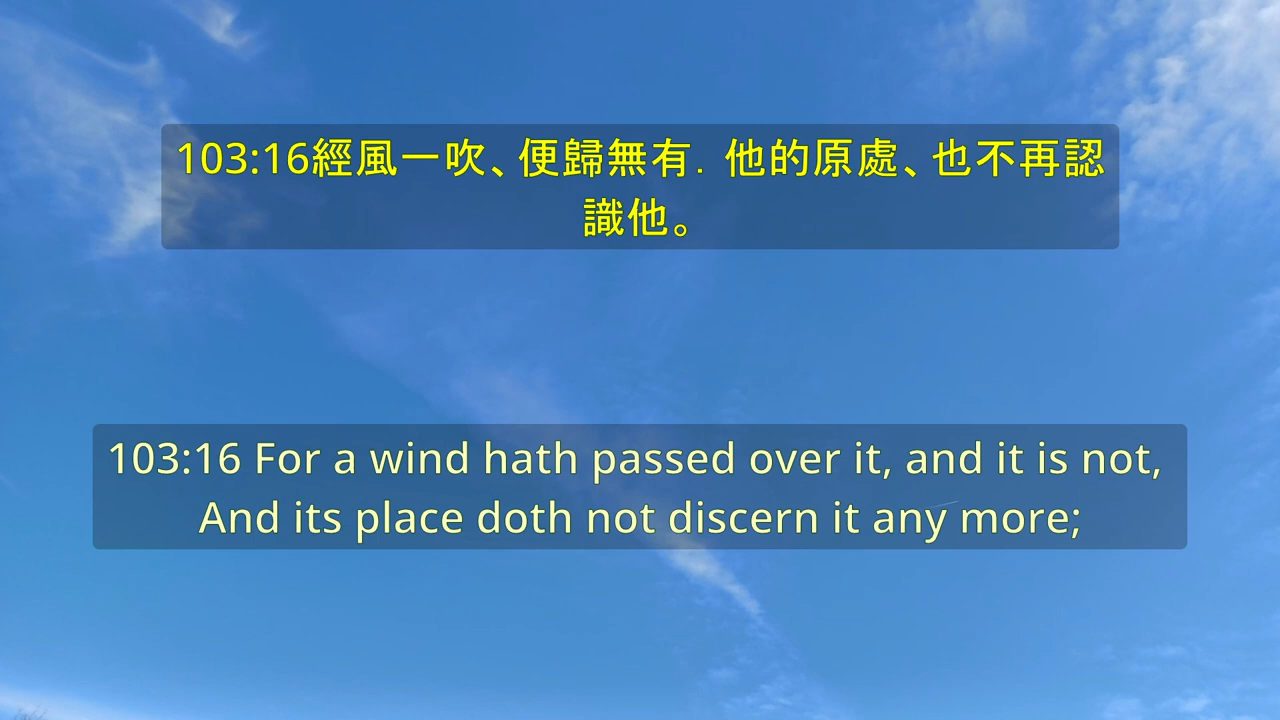 103:16經風一吹、便歸無有．他的原處、也不再認
識他。
103:16 For a wind hath passed over it, and it is not,
And its place doth not discern it any more;